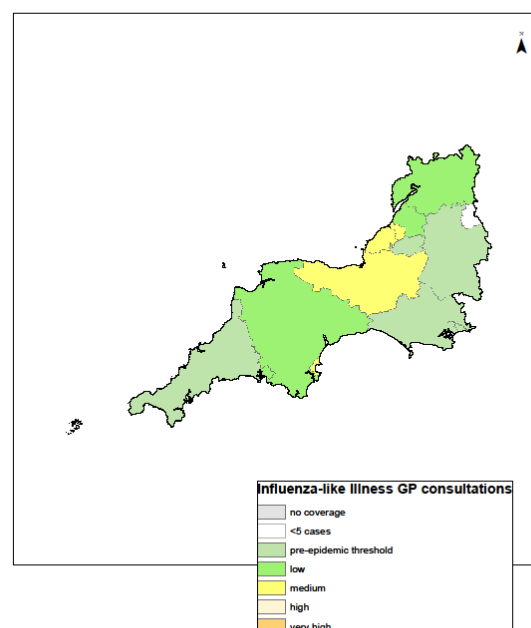 Influenza-like Illness GP consultations
no coverage
<5 cases
pre-epidemic threshold
low
medium
high
very high